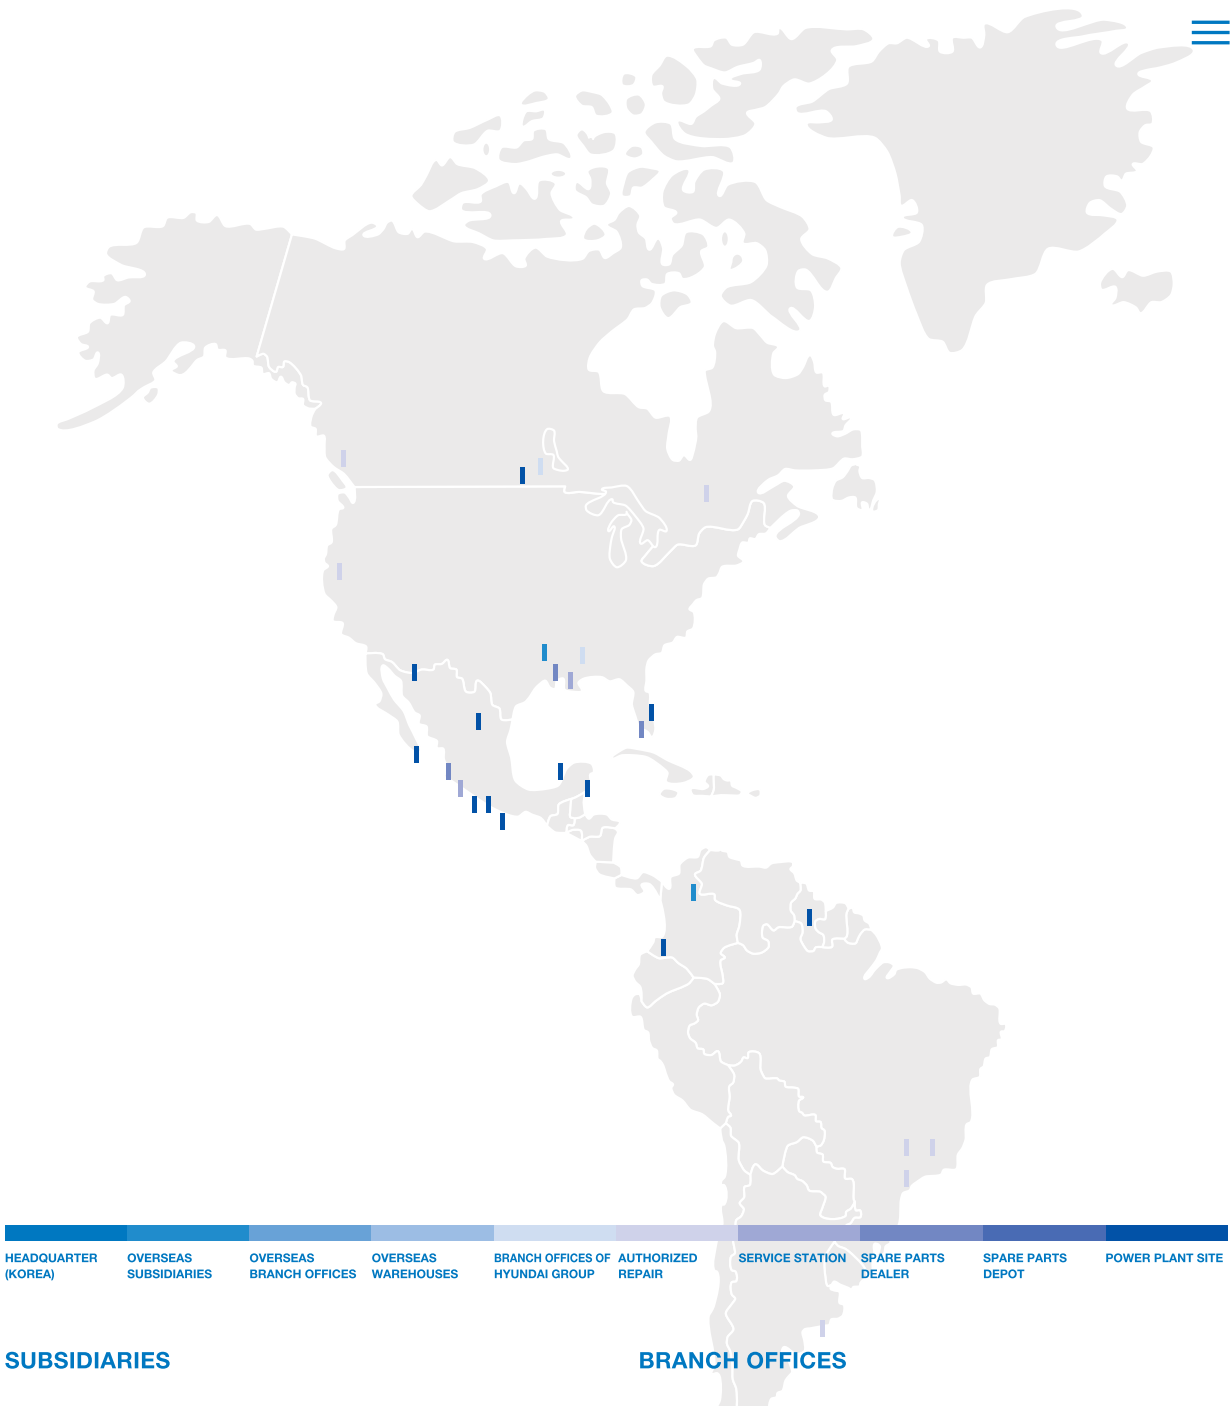 HEADQUARTER
(KOREA)
OVERSEAS
SUBSIDIARIES
OVERSEAS
BRANCH OFFICES
OVERSEAS
WAREHOUSES
BRANCH OFFICES OF
HYUNDAI GROUP
AUTHORIZED
REPAIR
SERVICE STATION
SPARE PARTS
DEALER
SPARE PARTS
DEPOT
POWER PLANT SITE
SUBSIDIARIES
BRANCH OFFICES